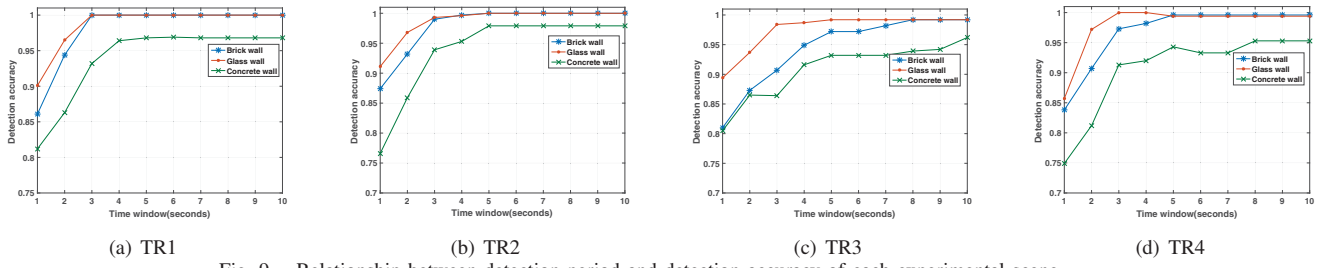 1
0.95
0.9
0.85
0.8
0.75
Detection accuracy
Brick wall
Glass wall
Concrete wall
1 2 3 4 5 6 7 8 9 10
Time window(seconds)
(a) TR1
1
0.95
0.9
0.85
0.8
0.75
0.7
Detection accuracy
Brick wall
Glass wall
Concrete wall
1 2 3 4 5 6 7 8 9 10
Time window(seconds)
(b) TR2
1
0.95
0.9
0.85
0.8
0.75
0.7
Detection accuracy
Brick wall
Glass wall
Concrete wall
1 2 3 4 5 6 7 8 9 10
Time window(seconds)
(c) TR3
1
0.95
0.9
0.85
0.8
0.75
0.7
Detection accuracy
Brick wall
Glass wall
Concrete wall
1 2 3 4 5 6 7 8 9 10
Time window(seconds)
(d) TR4
Fig. 9. Relationship between detection period and detection accuracy of each experimental scene